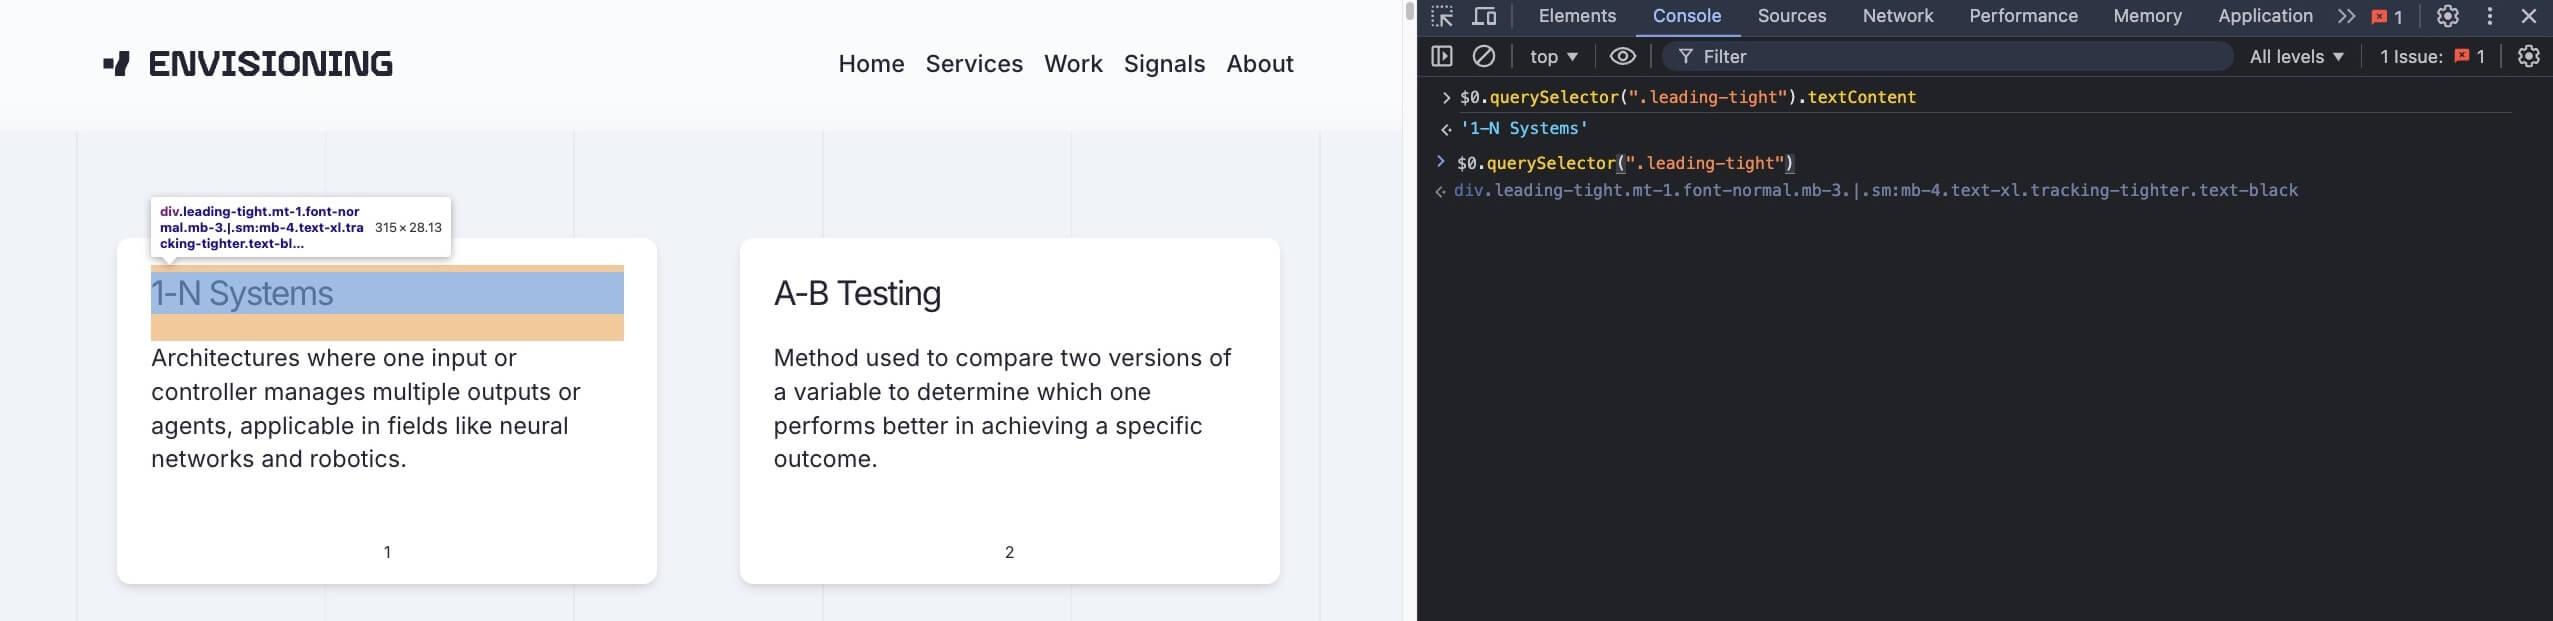 ENVISIONING
Home Services Work Signals About
div.leading-tight.mt-1.font-nor
mal.mb-3.|.sm:mb-4.text-xl.tra
cking-tighter.text-bl...
315 × 28.13
1-N Systems
Architectures where one input or
controller manages multiple outputs or
agents, applicable in fields like neural
networks and robotics.
1
A-B Testing
Method used to compare two versions of
a variable to determine which one
performs better in achieving a specific
outcome.
2
Elements Console Sources Network Performance Memory Application 1
top Filter All levels 1 Issue: 1
$0.querySelector(".leading-tight").textContent
'1-N Systems'
$0.querySelector(".leading-tight")
div.leading-tight.mt-1.font-normal.mb-3.|.sm:mb-4.text-xl.tracking-tighter.text-black